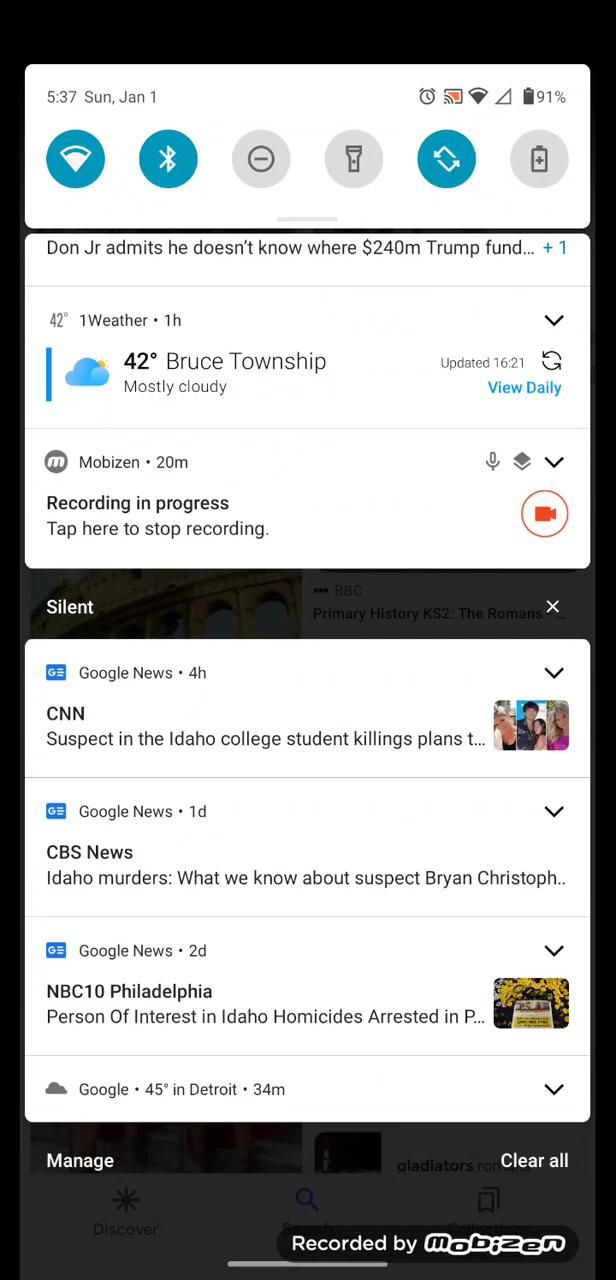 5:37 Sun, Jan 1 91%
Don Jr admits he doesn't know where $240m Trump fund... + 1
42° 1Weather • 1h
42° Bruce Township
Updated 16:21
Mostly cloudy
View Daily
Mobizen • 20m
Recording in progress
Tap here to stop recording.
BBC
Silent
Primary History KS2: The Romans - ...
Google News • 4h
CNN
Suspect in the Idaho college student killings plans t...
Google News • 1d
CBS News
Idaho murders: What we know about suspect Bryan Christoph..
Google News • 2d
NBC10 Philadelphia
Person Of Interest in Idaho Homicides Arrested in P...
Google • 45° in Detroit • 34m
Manage
gladiators rom
Clear all
Discover
Search
Collections
Recorded by mobizen